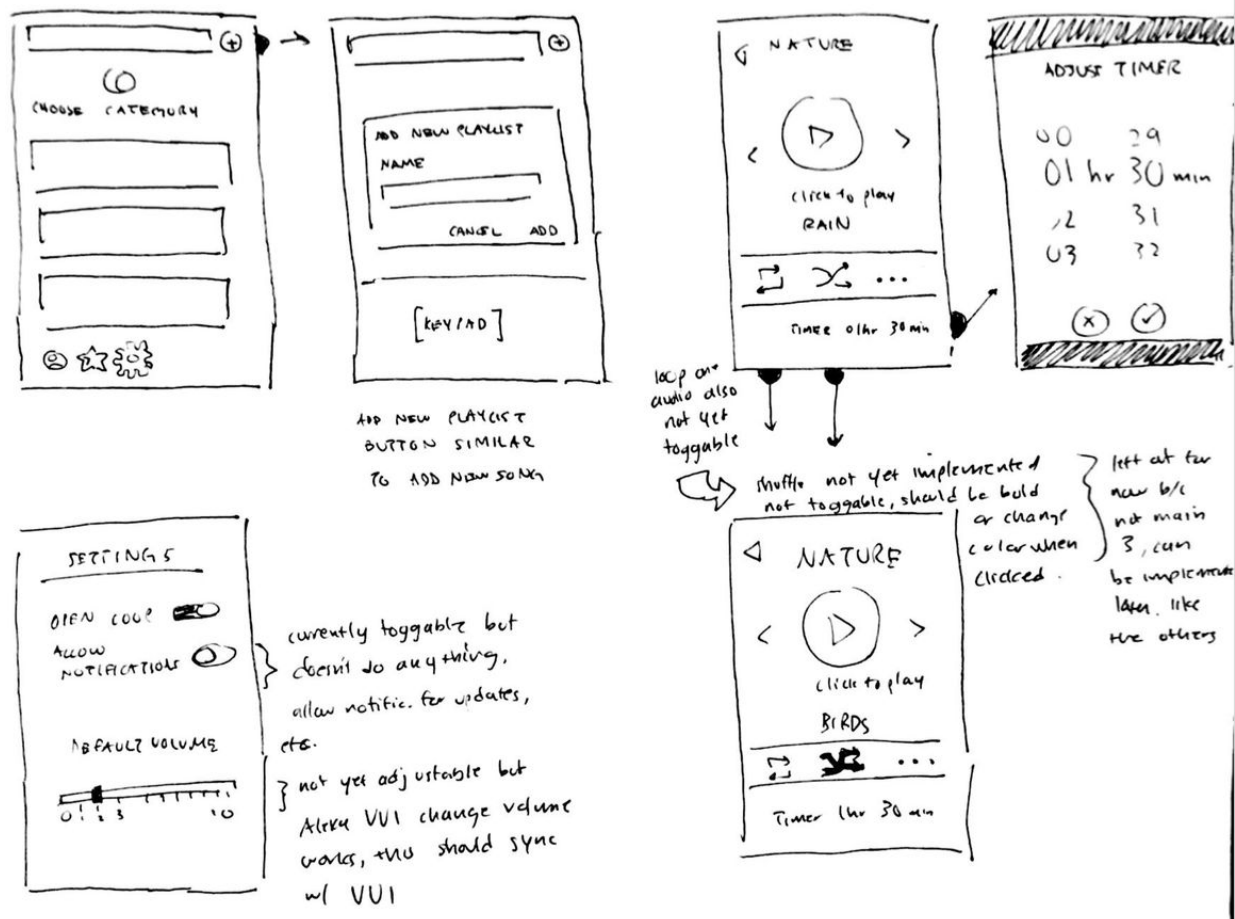 CHOOSE CATEGORY
ADD NEW PLAYLIST
NAME
CANCEL ADD
[KEYPAD]
ADD NEW PLAYLIST
BUTTON SIMILAR
TO ADD NEW SONG
NATURE
click to play
RAIN
...
TIMER 01hr 30 min
ADJUST TIMER
00 29
01 hr 30 min
02 31
03 32
loop one
audio also
not yet
toggable
shuffle not yet implemented
not toggable, should be bold
or change
color when
clicked.
left out for
now b/c
not main
3, can
be implemented
later, like
the others
NATURE
click to play
BIRDS
...
Timer 1hr 30 min
SETTINGS
OPEN LOOP
ALLOW
NOTIFICATIONS
currently toggable but
doesn't do anything,
allow notific. for updates,
etc.
DEFAULT VOLUME
0 1 2 3 10
not yet adjustable but
Alexa VUI change volume
works, this should sync
w/ VUI